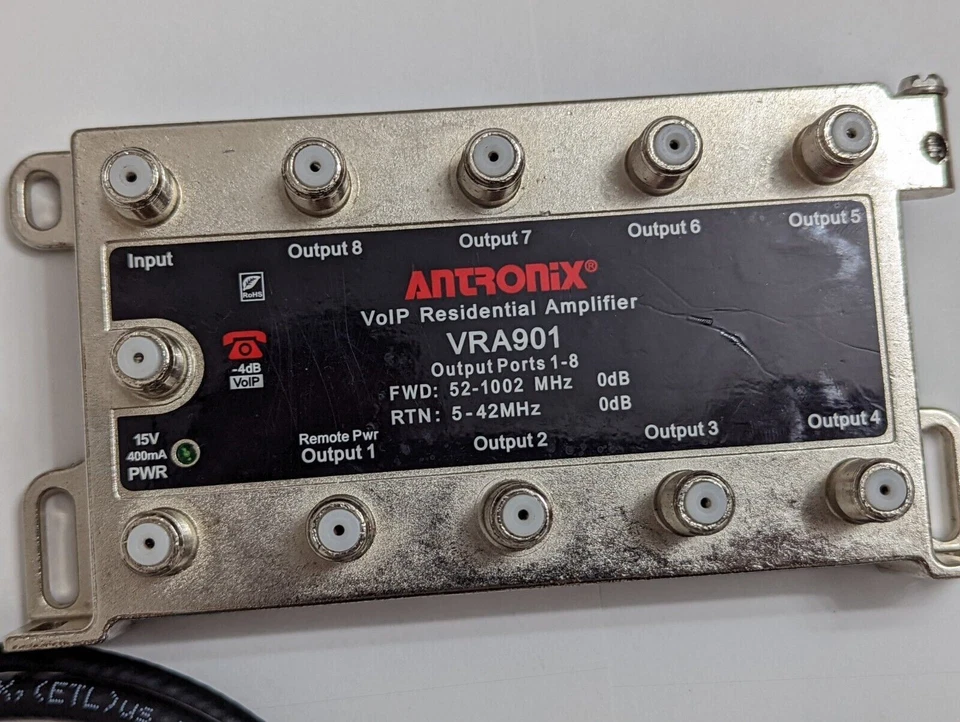 Input
Output 8
Output 7
Output 6
Output 5
RoHS
ANTRONiX®
VoIP Residential Amplifier
VRA901
Output Ports 1-8
FWD: 52-1002 MHz 0dB
RTN: 5-42MHz 0dB
-4dB
VoIP
15V
400mA
PWR
Remote Pwr
Output 1
Output 2
Output 3
Output 4
(ETL)us